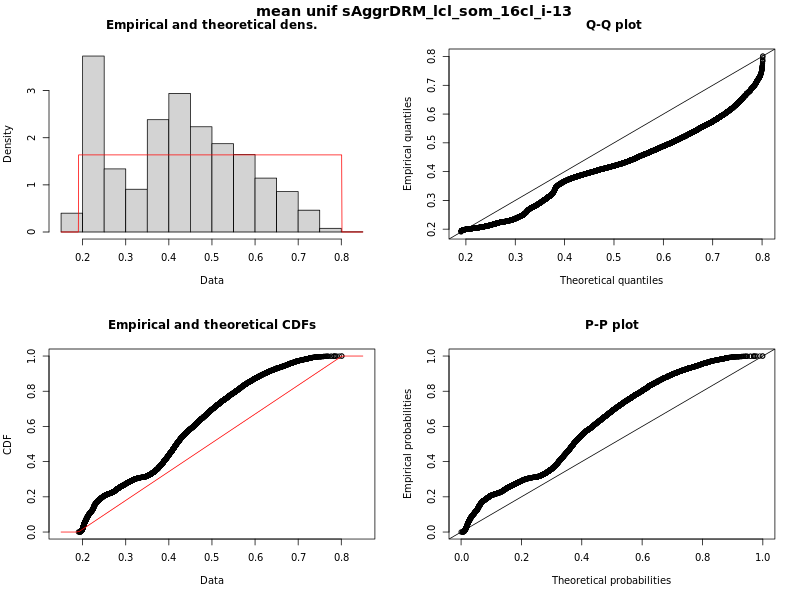 mean unif sAggrDRM_lcl_som_16cl_i-13
Empirical and theoretical dens.
Density
0 1 2 3
0.2 0.3 0.4 0.5 0.6 0.7 0.8
Data
Q-Q plot
Empirical quantiles
0.2 0.3 0.4 0.5 0.6 0.7 0.8
0.2 0.3 0.4 0.5 0.6 0.7 0.8
Theoretical quantiles
Empirical and theoretical CDFs
CDF
0.0 0.2 0.4 0.6 0.8 1.0
0.2 0.3 0.4 0.5 0.6 0.7 0.8
Data
P-P plot
Empirical probabilities
0.0 0.2 0.4 0.6 0.8 1.0
0.0 0.2 0.4 0.6 0.8 1.0
Theoretical probabilities